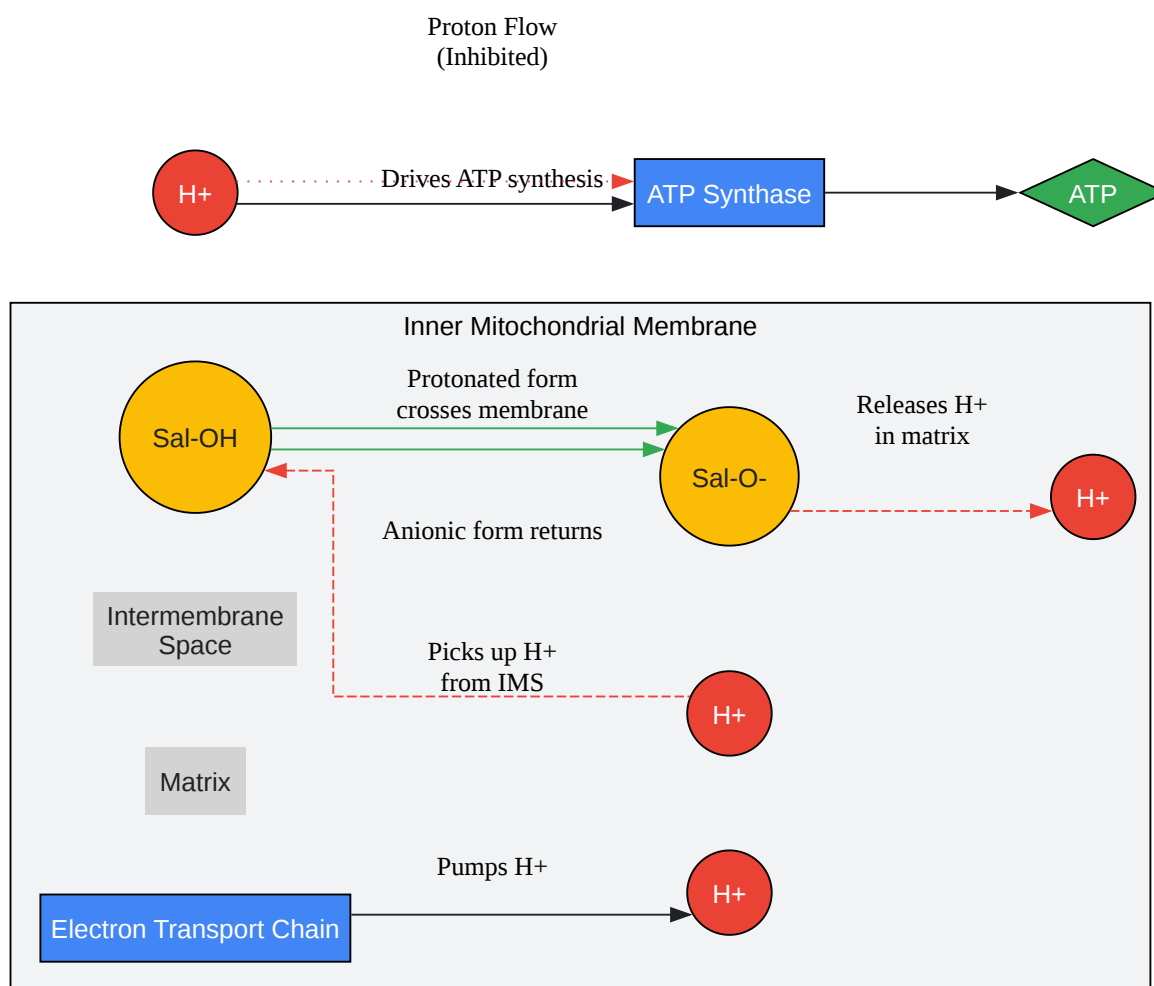 Proton Flow
(Inhibited)
H+
Drives ATP synthesis
ATP Synthase
ATP
Inner Mitochondrial Membrane
Sal-OH
Protonated form
crosses membrane
Sal-O-
Releases H+
in matrix
H+
Anionic form returns
Intermembrane
Space
Picks up H+
from IMS
H+
Matrix
Pumps H+
H+
Electron Transport Chain